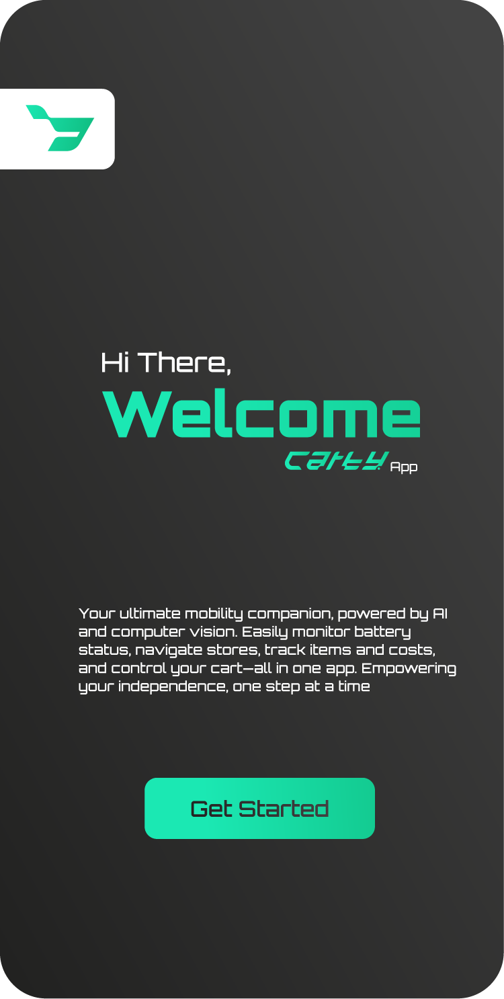 Hi There,
Welcome
carty App
Your ultimate mobility companion, powered by AI
and computer vision. Easily monitor battery
status, navigate stores, track items and costs,
and control your cart—all in one app. Empowering
your independence, one step at a time
Get Started